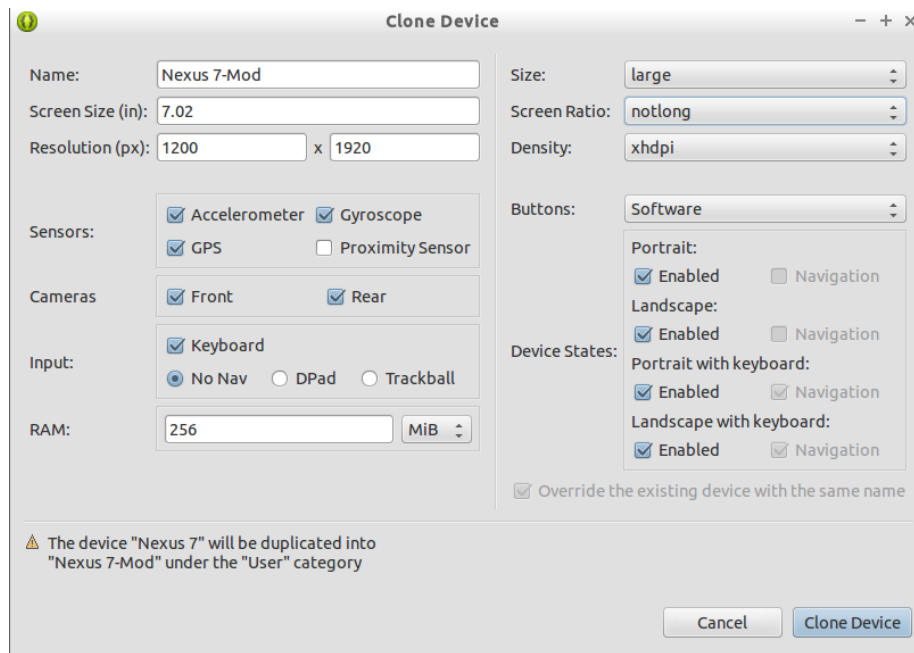 Clone Device
Name: Nexus 7-Mod
Screen Size (in): 7.02
Resolution (px): 1200 x 1920
Sensors:
Accelerometer Gyroscope
GPS Proximity Sensor
Cameras Front Rear
Input:
Keyboard
No Nav DPad Trackball
RAM: 256 MiB
Size: large
Screen Ratio: notlong
Density: xhdpi
Buttons: Software
Device States:
Portrait:
Enabled Navigation
Landscape:
Enabled Navigation
Portrait with keyboard:
Enabled Navigation
Landscape with keyboard:
Enabled Navigation
Override the existing device with the same name
The device "Nexus 7" will be duplicated into
"Nexus 7-Mod" under the "User" category
Cancel Clone Device